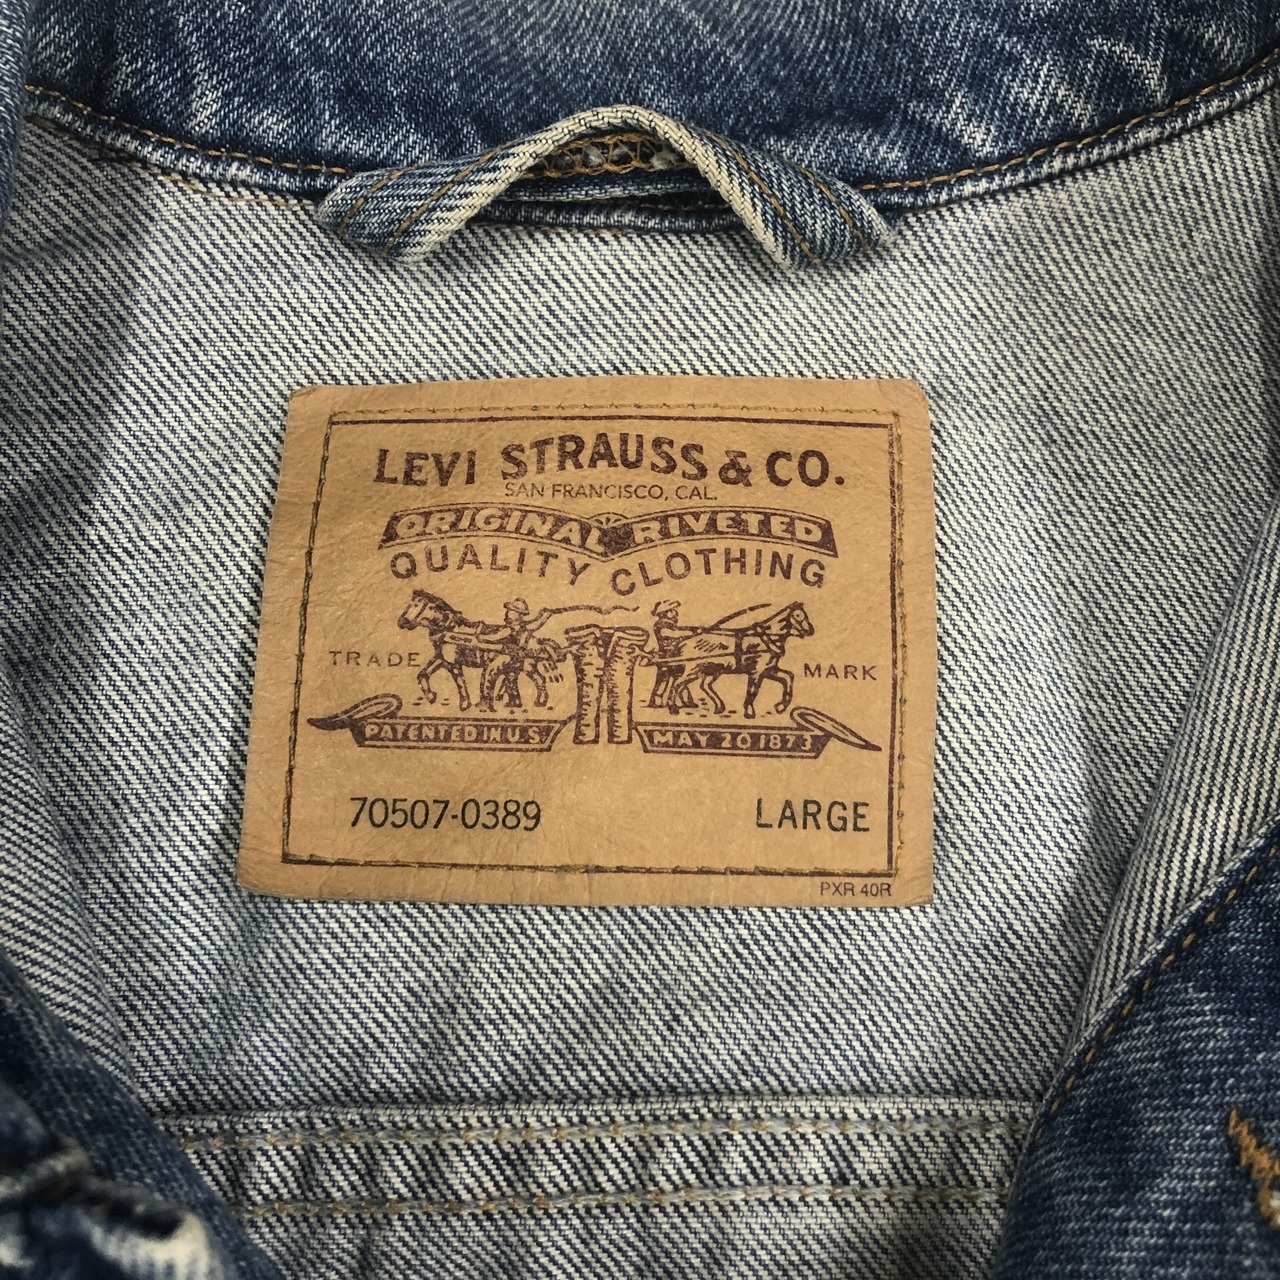 LEVI STRAUSS & CO.
SAN FRANCISCO, CAL.
ORIGINAL RIVETED
QUALITY CLOTHING
TRADE MARK
PATENTED IN U.S. MAY 20 1873
70507-0389 LARGE
PXR 40R